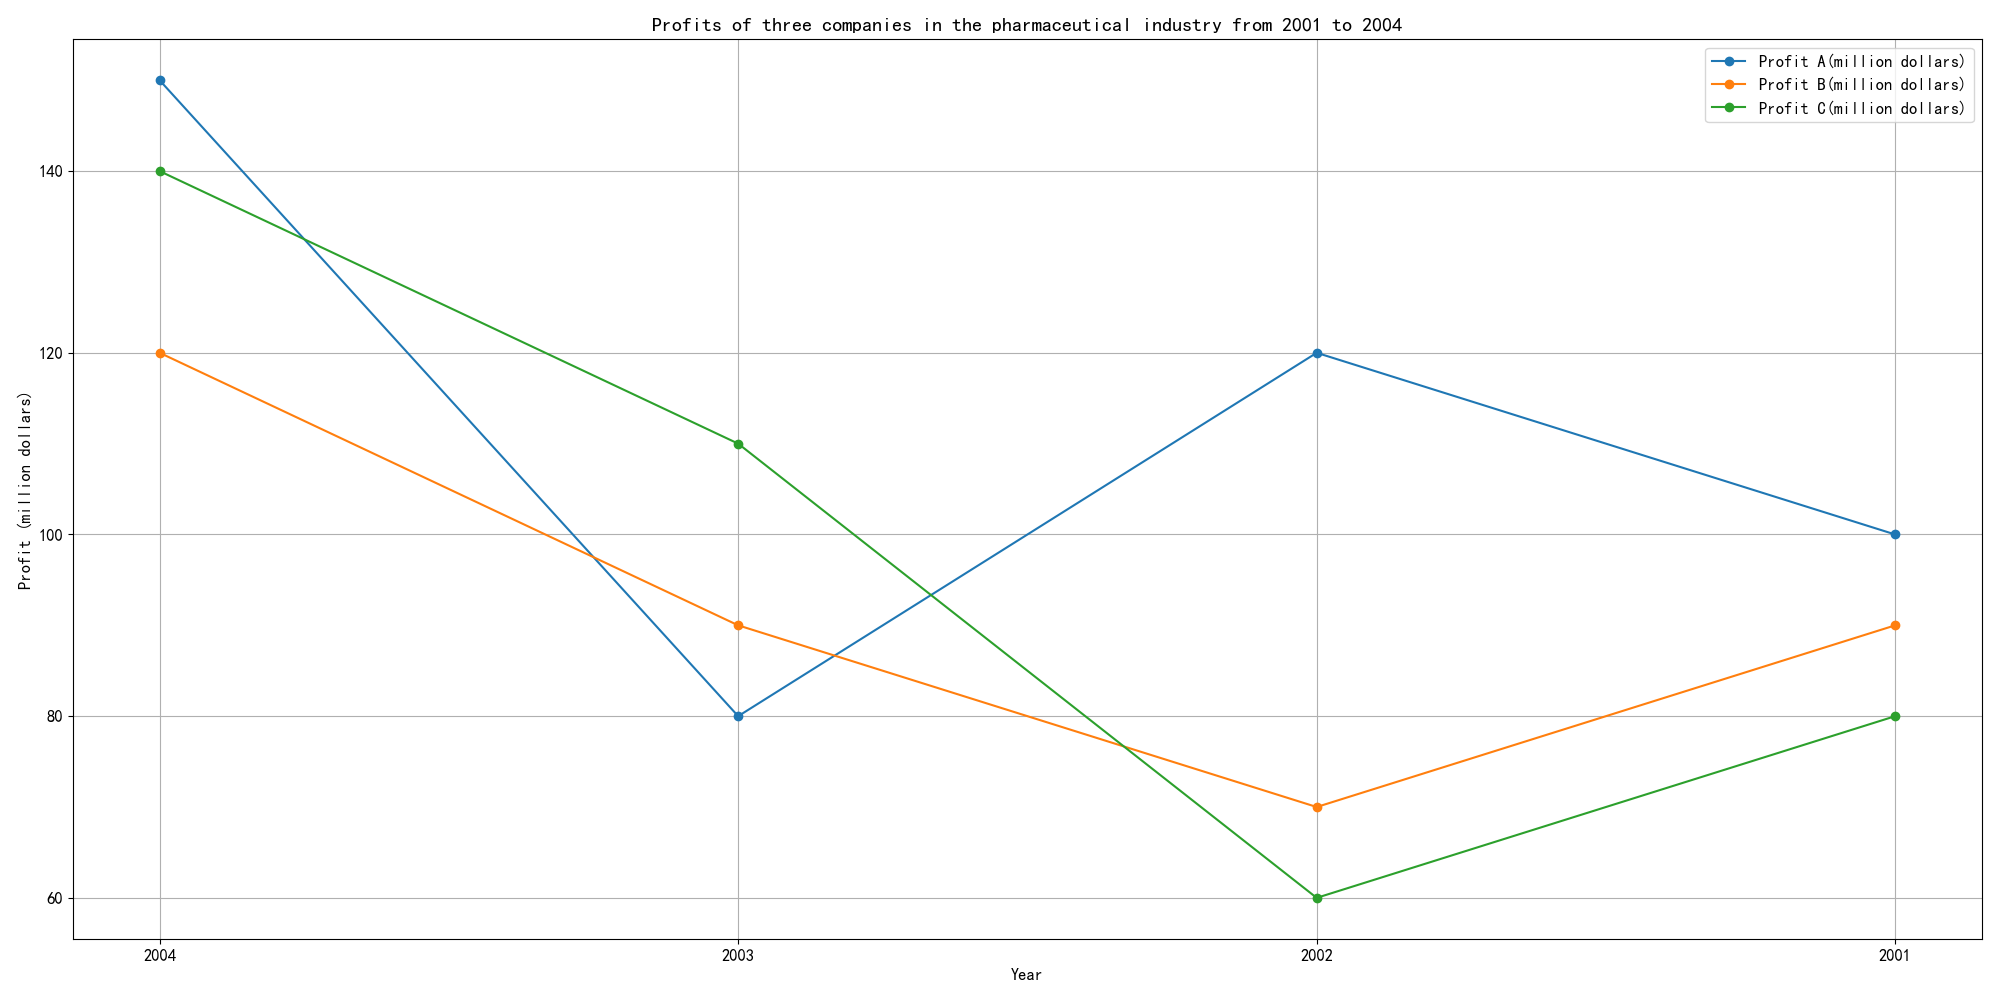 Profits of three companies in the pharmaceutical industry from 2001 to 2004
Profit A(million dollars)
Profit B(million dollars)
Profit C(million dollars)
Profit (million dollars)
140
120
100
80
60
2004
2003
2002
2001
Year